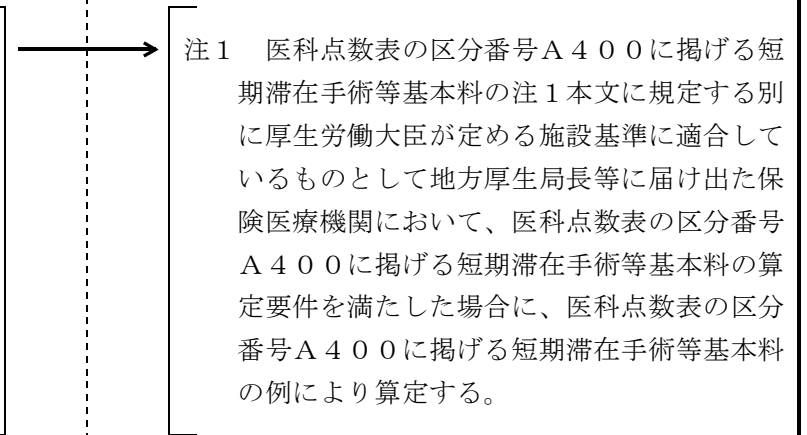 注１　医科点数表の区分番号Ａ４００に掲げる短
期滞在手術等基本料の注１本文に規定する別
に厚生労働大臣が定める施設基準に適合して
いるものとして地方厚生局長等に届け出た保
険医療機関において、医科点数表の区分番号
Ａ４００に掲げる短期滞在手術等基本料の算
定要件を満たした場合に、医科点数表の区分
番号Ａ４００に掲げる短期滞在手術等基本料
の例により算定する。